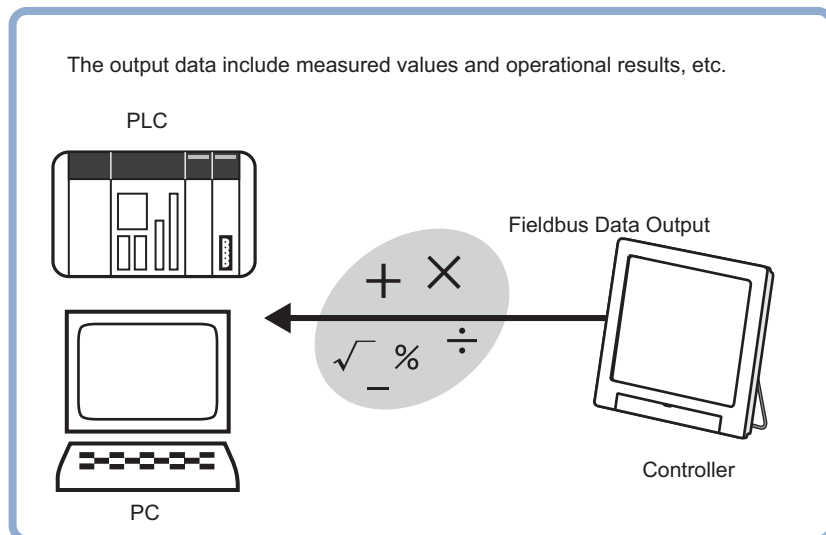 The output data include measured values and operational results, etc.
PLC
Fieldbus Data Output
+ ×
√ % ÷
−
Controller
PC